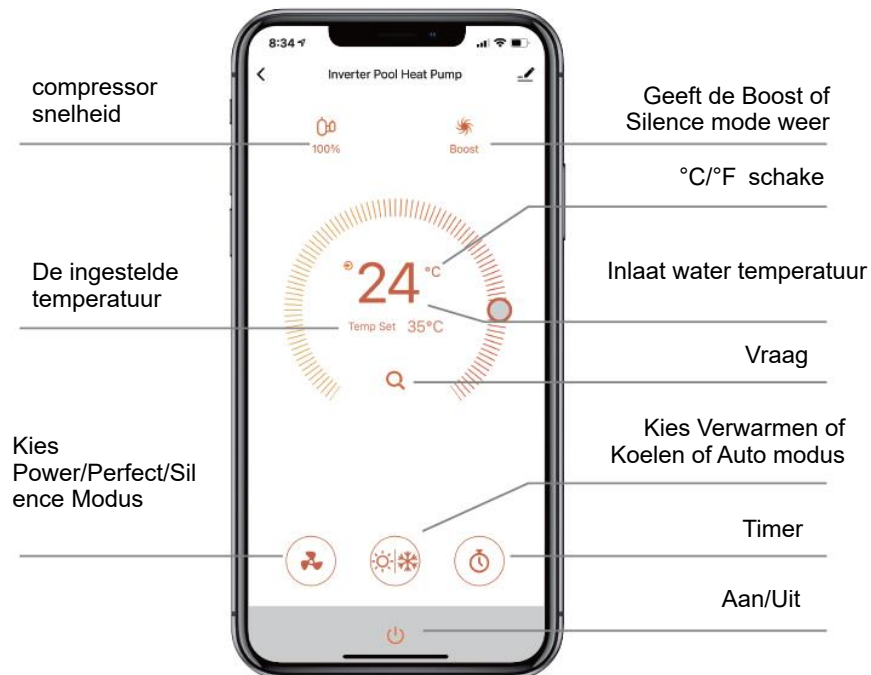 8:34
Inverter Pool Heat Pump
compressor
snelheid
Geeft de Boost of
Silence mode weer
100%
Boost
°C/°F schake
De ingestelde
temperatuur
24 °C
Inlaat water temperatuur
Temp Set 35°C
Vraag
Kies
Power/Perfect/Sil
ence Modus
Kies Verwarmen of
Koelen of Auto modus
Timer
Aan/Uit